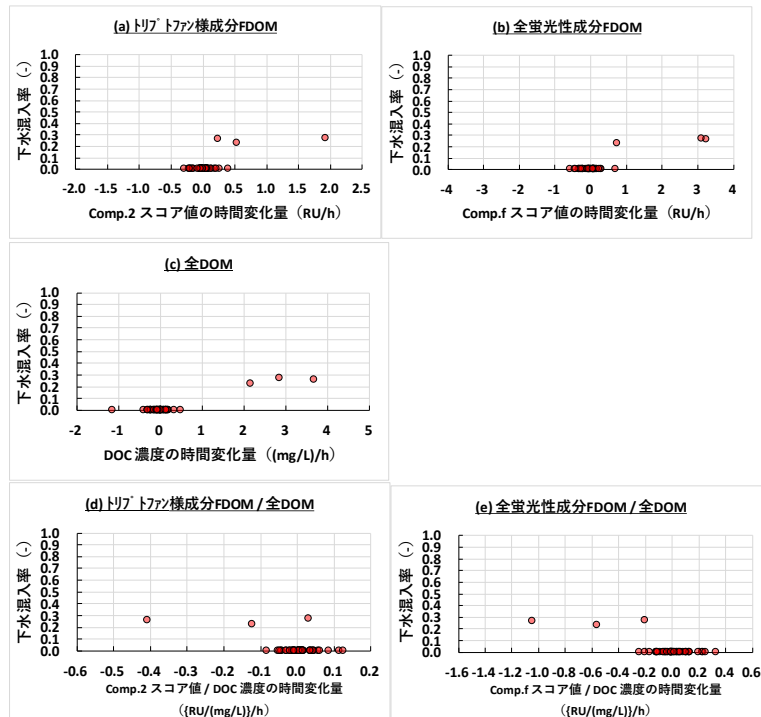 (a) ﾄﾘﾌﾟﾄﾌｧﾝ様成分FDOM
下水混入率（-）
1.0
0.9
0.8
0.7
0.6
0.5
0.4
0.3
0.2
0.1
0.0
-2.0 -1.5 -1.0 -0.5 0.0 0.5 1.0 1.5 2.0 2.5
Comp.2 スコア値の時間変化量（RU/h）
(b) 全蛍光性成分FDOM
下水混入率（-）
1.0
0.9
0.8
0.7
0.6
0.5
0.4
0.3
0.2
0.1
0.0
-4 -3 -2 -1 0 1 2 3 4
Comp.f スコア値の時間変化量（RU/h）
(c) 全DOM
下水混入率（-）
1.0
0.9
0.8
0.7
0.6
0.5
0.4
0.3
0.2
0.1
0.0
-2 -1 0 1 2 3 4 5
DOC 濃度の時間変化量（(mg/L)/h）
(d) ﾄﾘﾌﾟﾄﾌｧﾝ様成分FDOM / 全DOM
下水混入率（-）
1.0
0.9
0.8
0.7
0.6
0.5
0.4
0.3
0.2
0.1
0.0
-0.6 -0.5 -0.4 -0.3 -0.2 -0.1 0.0 0.1 0.2
Comp.2 スコア値 / DOC 濃度の時間変化量
（{RU/(mg/L)}/h）
(e) 全蛍光性成分FDOM / 全DOM
下水混入率（-）
1.0
0.9
0.8
0.7
0.6
0.5
0.4
0.3
0.2
0.1
0.0
-1.6 -1.4 -1.2 -1.0 -0.8 -0.6 -0.4 -0.2 0.0 0.2 0.4 0.6
Comp.f スコア値 / DOC 濃度の時間変化量
（{RU/(mg/L)}/h）